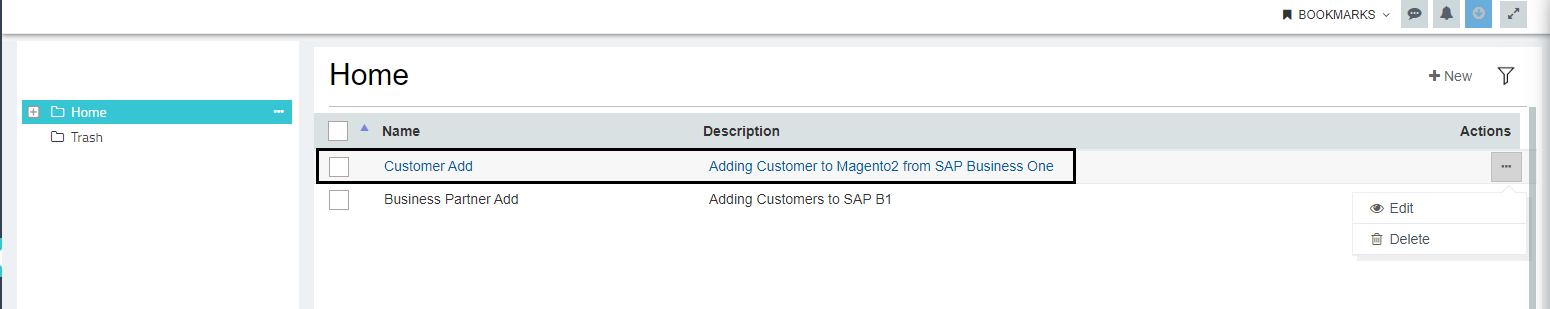 BOOKMARKS
Home
Trash
Home
New
Name Description Actions
Customer Add Adding Customer to Magento2 from SAP Business One
Business Partner Add Adding Customers to SAP B1
Edit
Delete